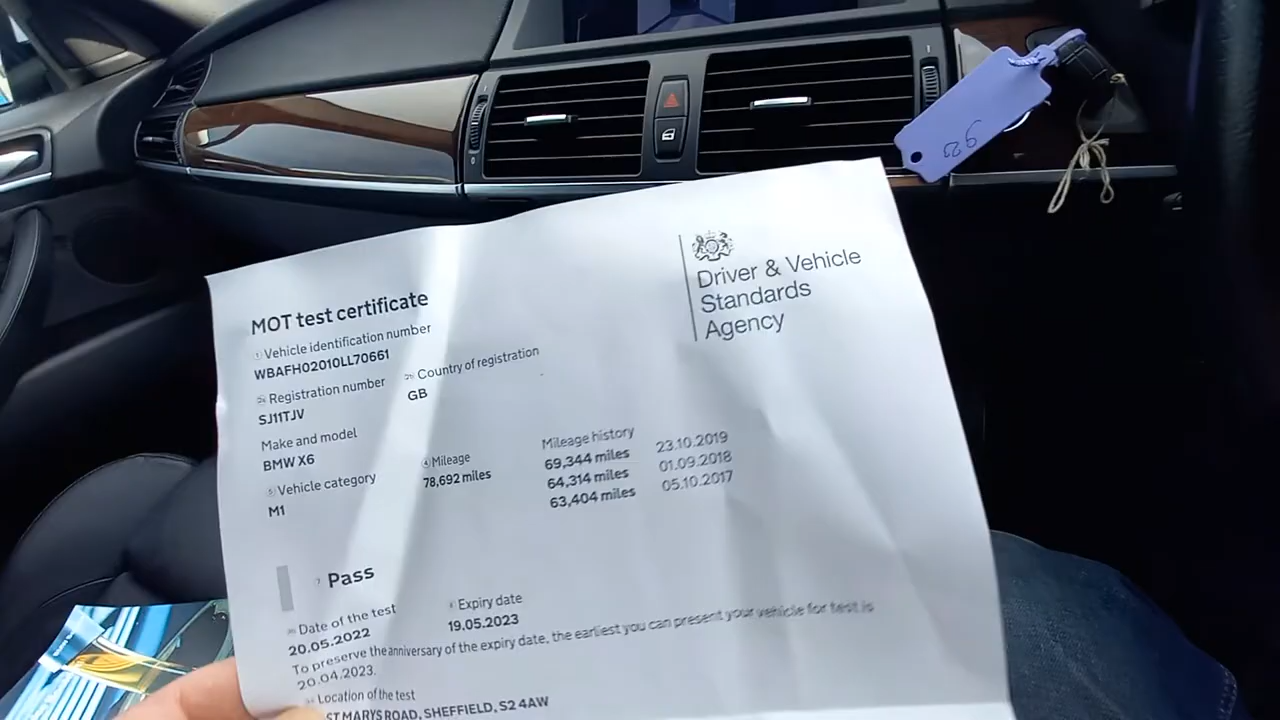 MOT test certificate
Vehicle identification number
WBAFH02010LL70661
Registration number
SJ11TJV
Country of registration
GB
Make and model
BMW X6
Vehicle category
M1
Mileage
78,692 miles
Mileage history
69,344 miles 23.10.2019
64,314 miles 01.09.2018
63,404 miles 05.10.2017
Driver & Vehicle
Standards
Agency
Pass
Date of the test
20.05.2022
Expiry date
19.05.2023
To preserve the anniversary of the expiry date, the earliest you can present your vehicle for test is
20.04.2023.
Location of the test
ST MARYS ROAD, SHEFFIELD, S2 4AW